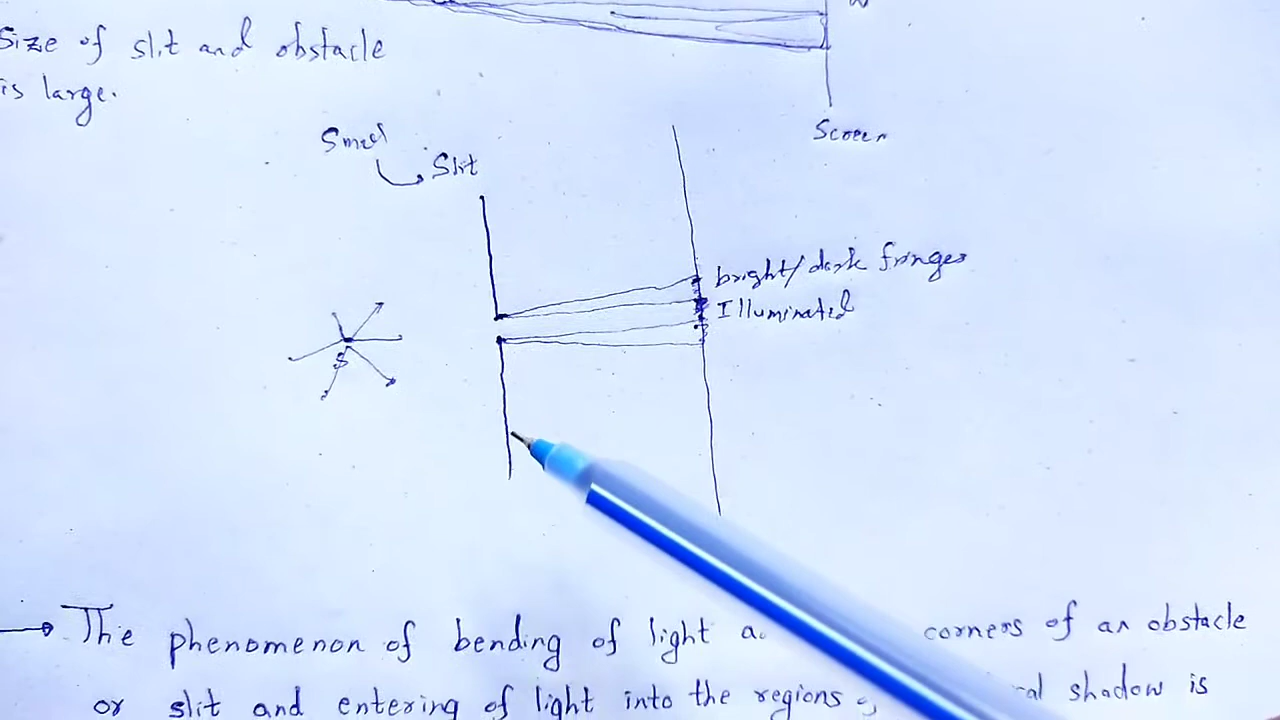 Size of slit and obstacle
is large.
Screen
Small
Slit
bright/dark fringes
Illuminated
S
The phenomenon of bending of light corners of an obstacle
or slit and entering of light into the regions shadow is